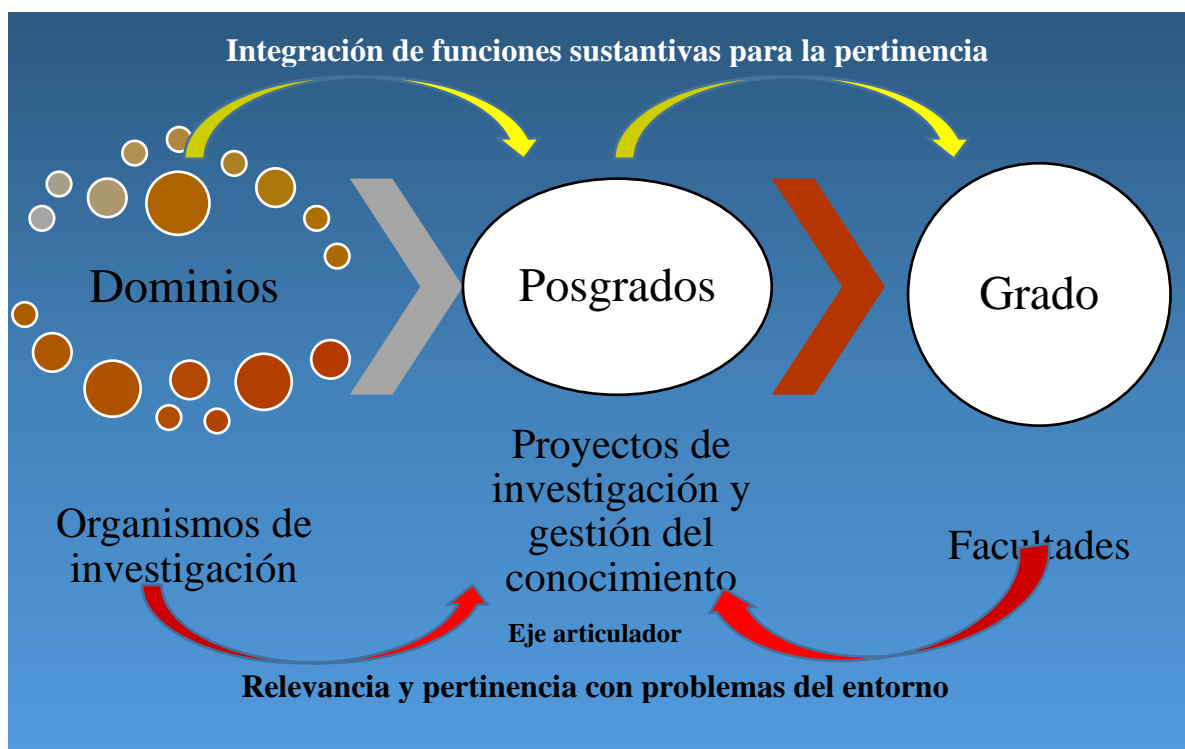 Integración de funciones sustantivas para la pertinencia
Dominios
Posgrados
Grado
Organismos de
investigación
Proyectos de
investigación y
gestión del
conocimiento
Facultades
Eje articulador
Relevancia y pertinencia con problemas del entorno